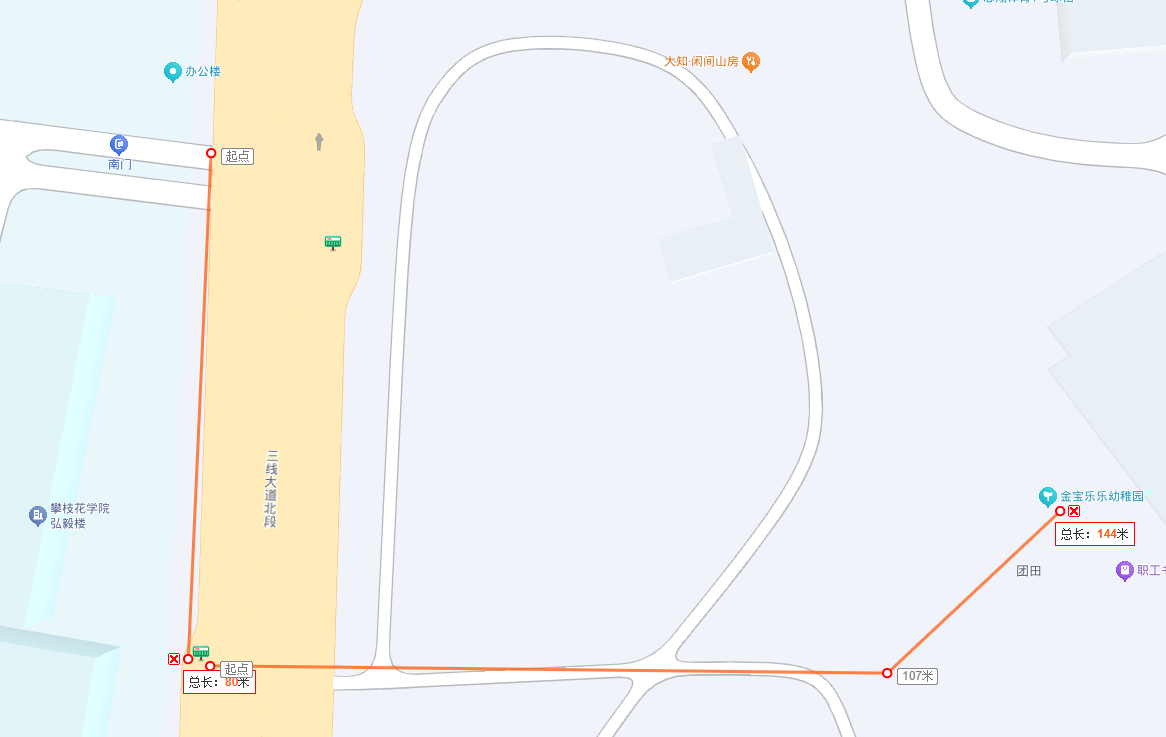 办公楼
大知·闲间山房
南门
起点
三线大道北段
攀枝花学院
弘毅楼
金宝乐乐幼稚园
总长：144米
团田
职工
起点
总长：80米
107米